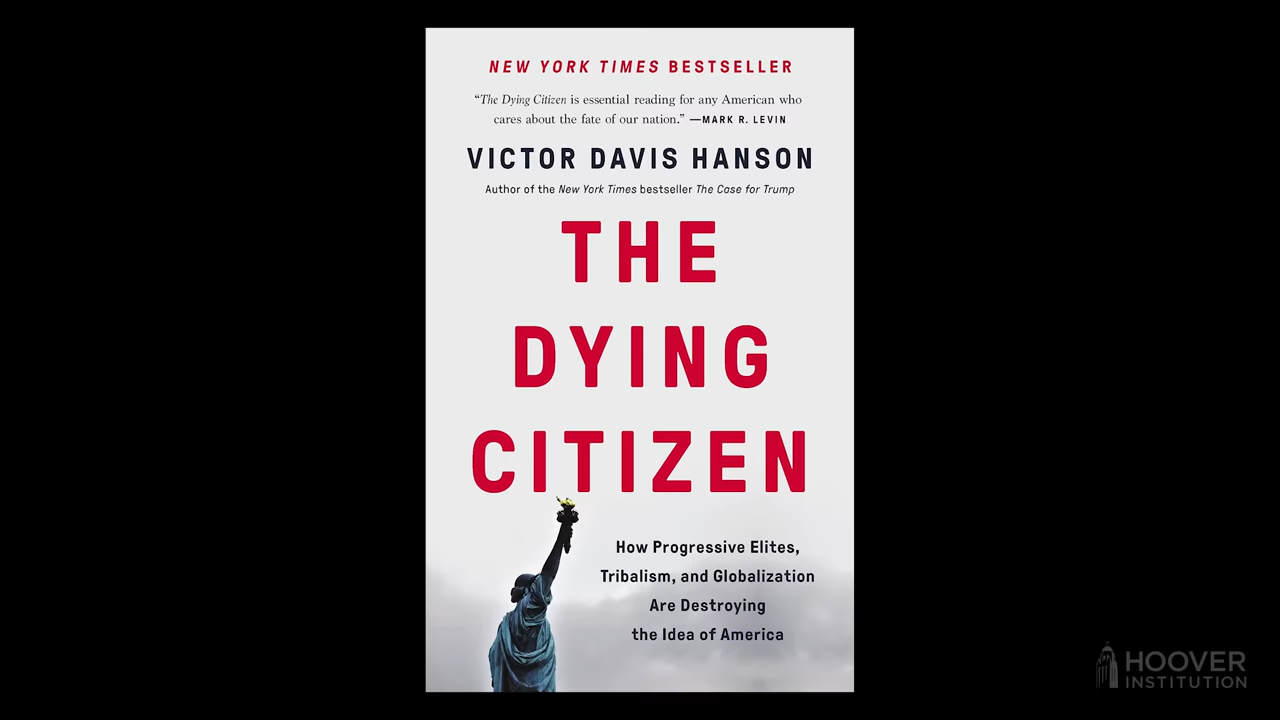 NEW YORK TIMES BESTSELLER
“The Dying Citizen is essential reading for any American who
cares about the fate of our nation.” —MARK R. LEVIN
VICTOR DAVIS HANSON
Author of the New York Times bestseller The Case for Trump
THE
DYING
CITIZEN
How Progressive Elites,
Tribalism, and Globalization
Are Destroying
the Idea of America
HOOVER
INSTITUTION